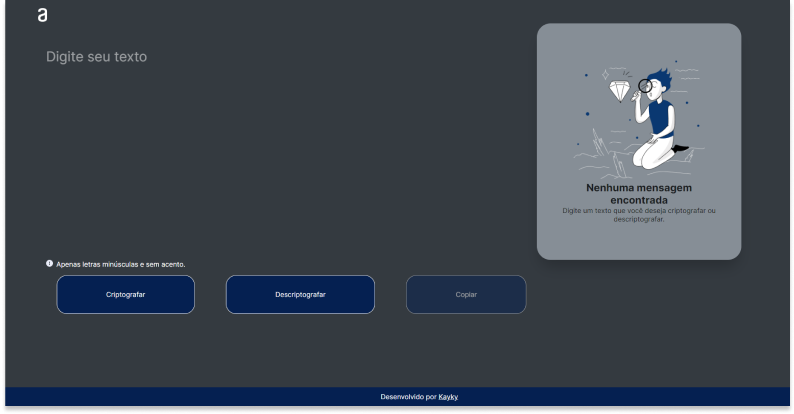 a
Digite seu texto
Nenhuma mensagem
encontrada
Digite um texto que você deseja criptografar ou
descriptografar.
Apenas letras minúsculas e sem acento.
Criptografar
Descriptografar
Copiar
Desenvolvido por Kayky